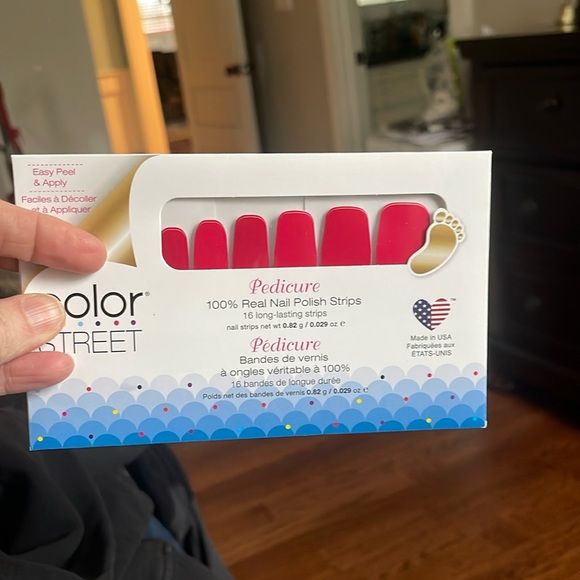 Easy Peel
& Apply
Faciles à Décoller
et à Appliquer
color®
STREET
Pedicure
100% Real Nail Polish Strips
16 long-lasting strips
nail strips net wt 0.82 g / 0.029 oz ℮
Pédicure
Bandes de vernis
à ongles véritable à 100%
16 bandes de longue durée
Poids net des bandes de vernis 0.82 g / 0.029 oz ℮
TM
Made in USA
Fabriquées aux
ÉTATS-UNIS